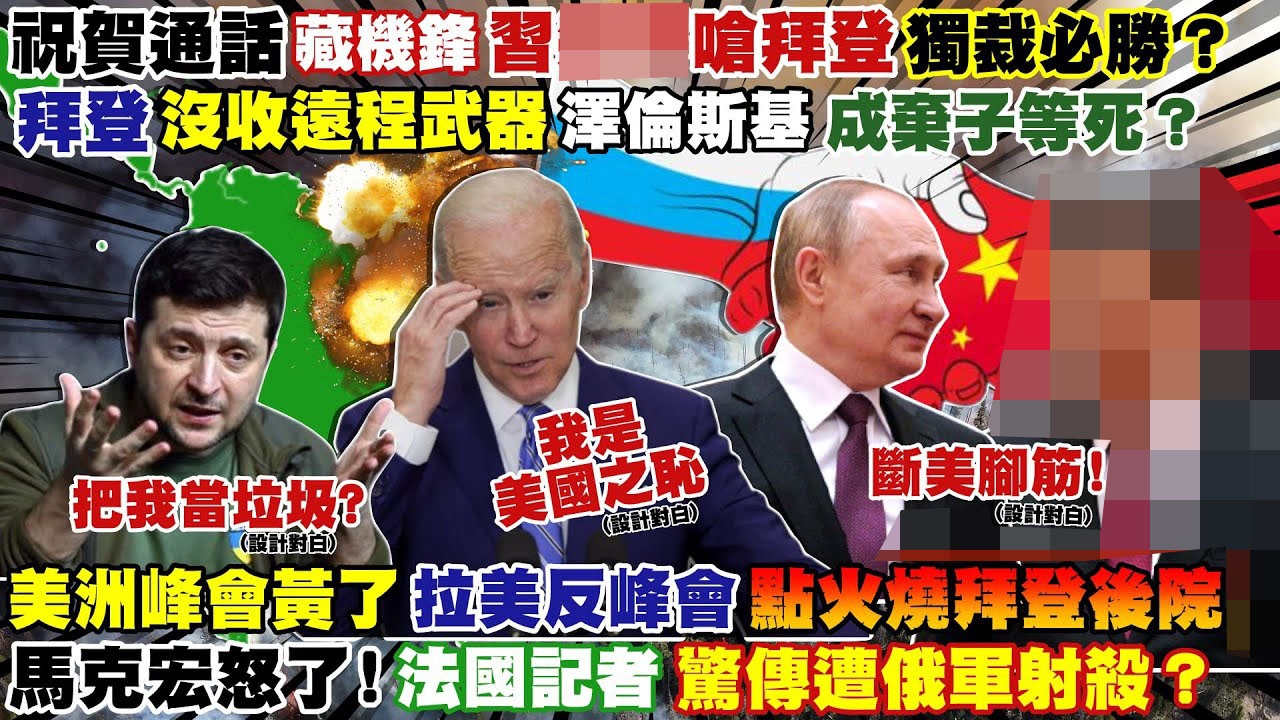 祝賀通話 藏機鋒 習 嗆拜登 獨裁必勝？
拜登 沒收遠程武器 澤倫斯基 成棄子等死？
把我當垃圾?
(設計對白)
我是
美國之恥
(設計對白)
斷美腳筋!
(設計對白)
美洲峰會黃了 拉美反峰會 點火燒拜登後院
馬克宏怒了! 法國記者 驚傳遭俄軍射殺？